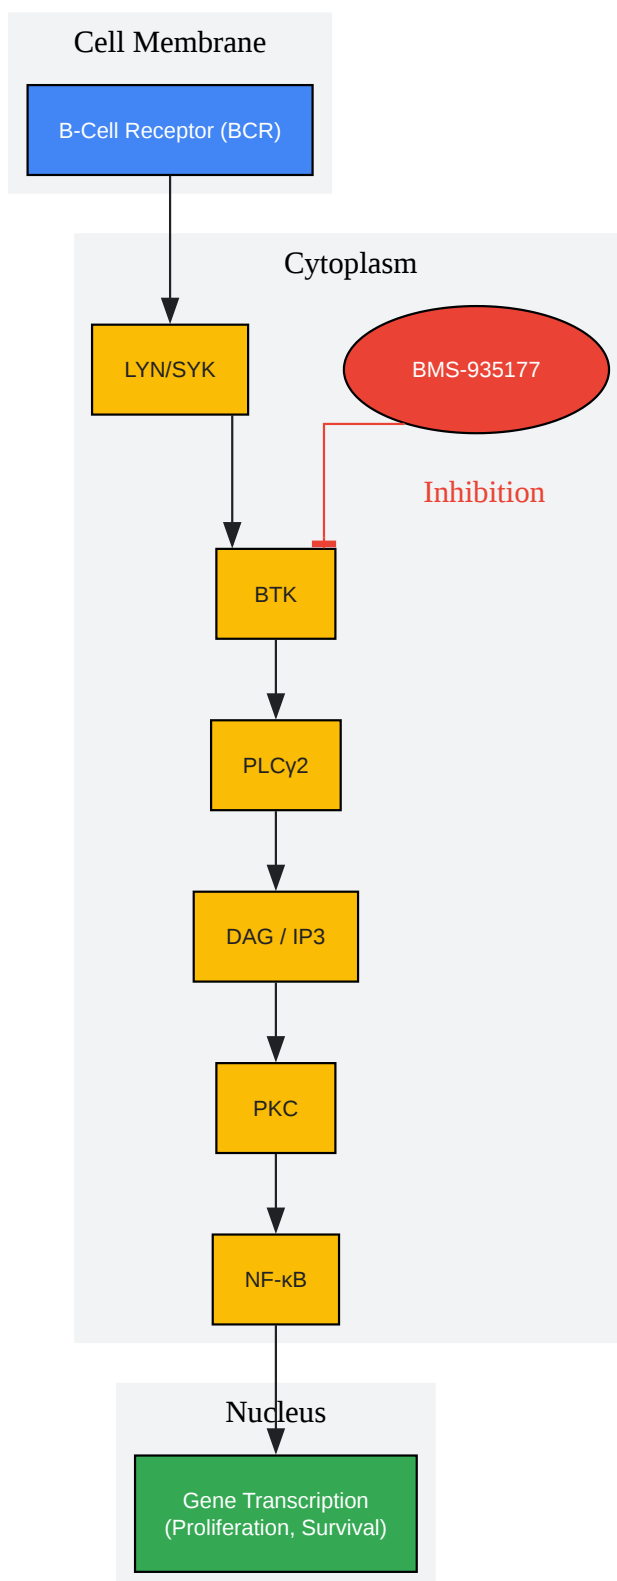 Cell Membrane
B-Cell Receptor (BCR)
Cytoplasm
LYN/SYK
BMS-935177
Inhibition
BTK
PLCγ2
DAG / IP3
PKC
NF-κB
Nucleus
Gene Transcription
(Proliferation, Survival)